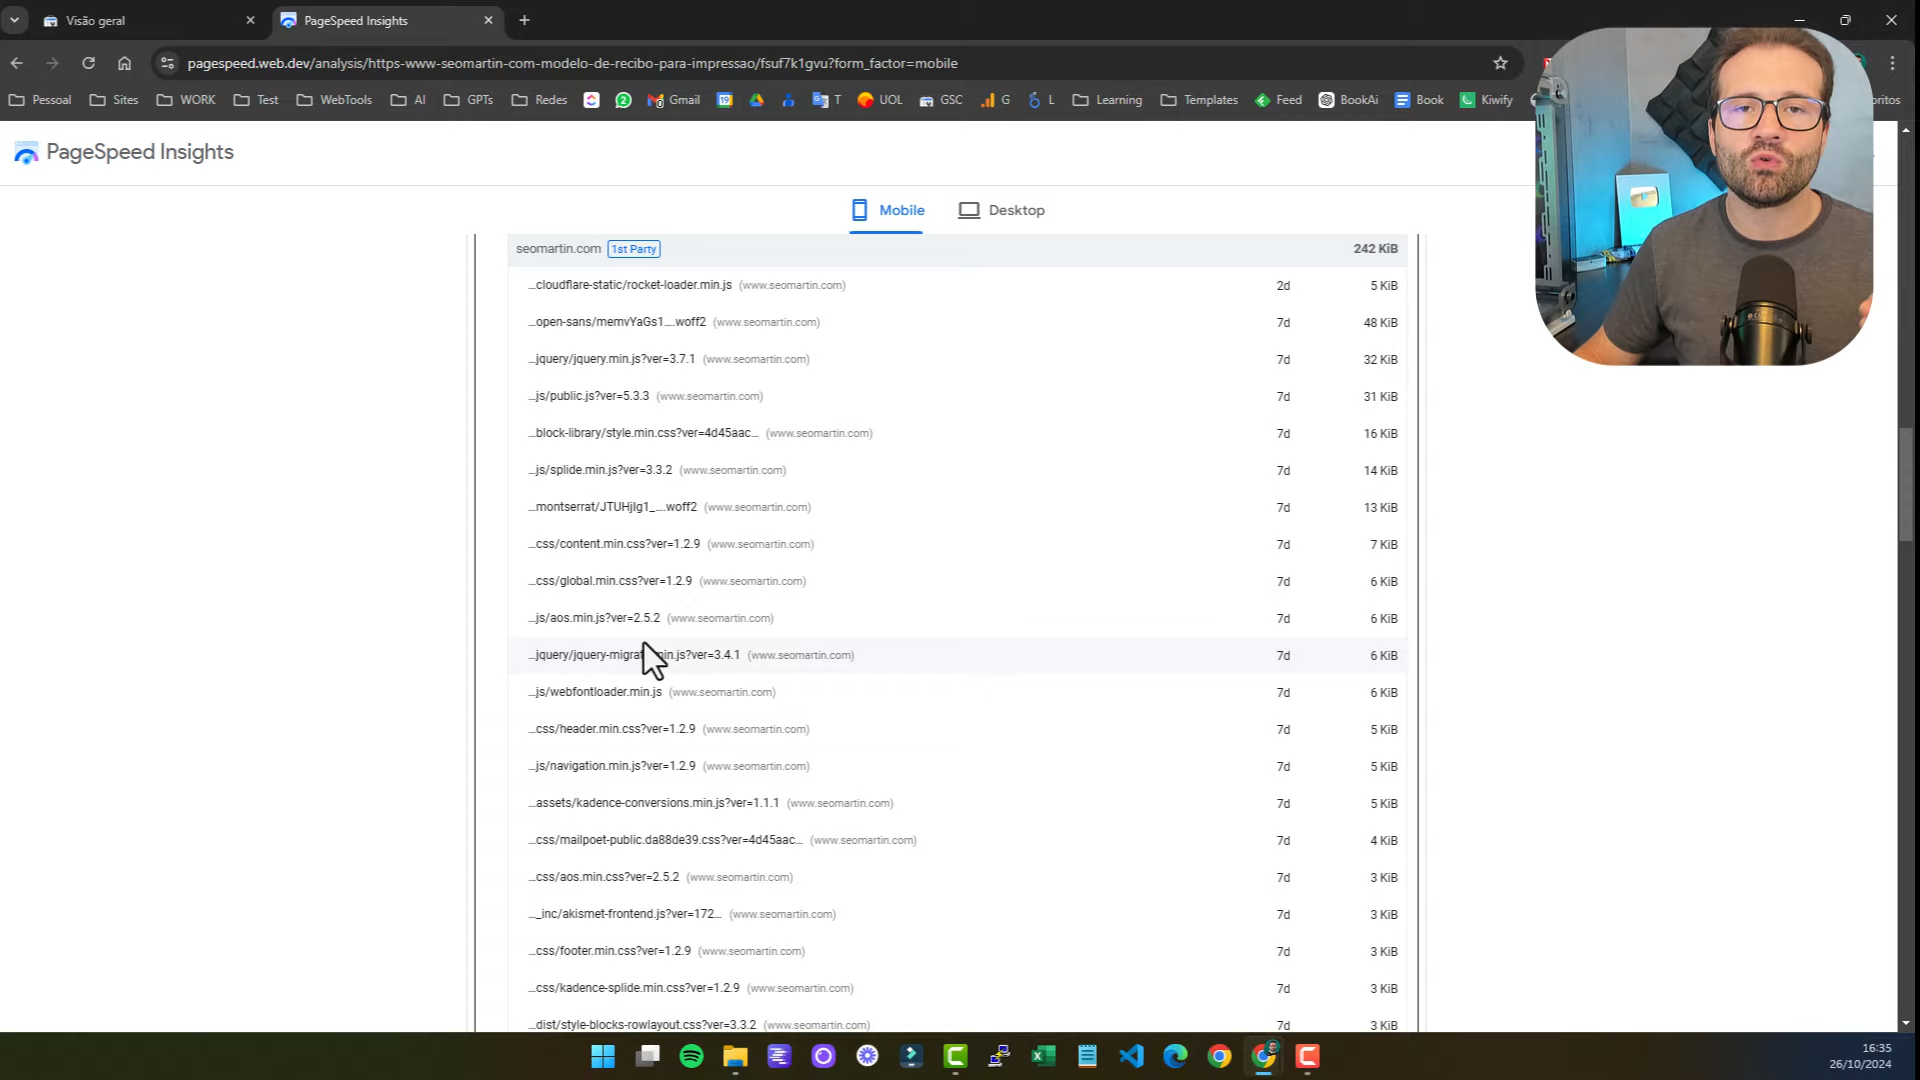 Visão geral
PageSpeed Insights
pagespeed.web.dev/analysis/https-www-seomartin-com-modelo-de-recibo-para-impressao/fsuf7k1gvu?form_factor=mobile
Pessoal Sites WORK Test WebTools AI GPTs Redes Gmail T UOL GSC G L Learning Templates Feed BookAi Book Kiwify
PageSpeed Insights
Mobile Desktop
seomartin.com 1st Party 242 KiB
...cloudflare-static/rocket-loader.min.js (www.seomartin.com) 2d 5 KiB
...open-sans/memvYaGs1....woff2 (www.seomartin.com) 7d 48 KiB
...jquery/jquery.min.js?ver=3.7.1 (www.seomartin.com) 7d 32 KiB
...js/public.js?ver=5.3.3 (www.seomartin.com) 7d 31 KiB
...block-library/style.min.css?ver=4d45aac... (www.seomartin.com) 7d 16 KiB
...js/splide.min.js?ver=3.3.2 (www.seomartin.com) 7d 14 KiB
...montserrat/JTUHjIg1_....woff2 (www.seomartin.com) 7d 13 KiB
...css/content.min.css?ver=1.2.9 (www.seomartin.com) 7d 7 KiB
...css/global.min.css?ver=1.2.9 (www.seomartin.com) 7d 6 KiB
...js/aos.min.js?ver=2.5.2 (www.seomartin.com) 7d 6 KiB
...jquery/jquery-migrat min.js?ver=3.4.1 (www.seomartin.com) 7d 6 KiB
...js/webfontloader.min.js (www.seomartin.com) 7d 6 KiB
...css/header.min.css?ver=1.2.9 (www.seomartin.com) 7d 5 KiB
...js/navigation.min.js?ver=1.2.9 (www.seomartin.com) 7d 5 KiB
...assets/kadence-conversions.min.js?ver=1.1.1 (www.seomartin.com) 7d 5 KiB
...css/mailpoet-public.da88de39.css?ver=4d45aac... (www.seomartin.com) 7d 4 KiB
...css/aos.min.css?ver=2.5.2 (www.seomartin.com) 7d 3 KiB
..._inc/akismet-frontend.js?ver=172... (www.seomartin.com) 7d 3 KiB
...css/footer.min.css?ver=1.2.9 (www.seomartin.com) 7d 3 KiB
...css/kadence-splide.min.css?ver=1.2.9 (www.seomartin.com) 7d 3 KiB
...dist/style-blocks-rowlayout.css?ver=3.3.2 (www.seomartin.com) 7d 3 KiB
16:35
26/10/2024